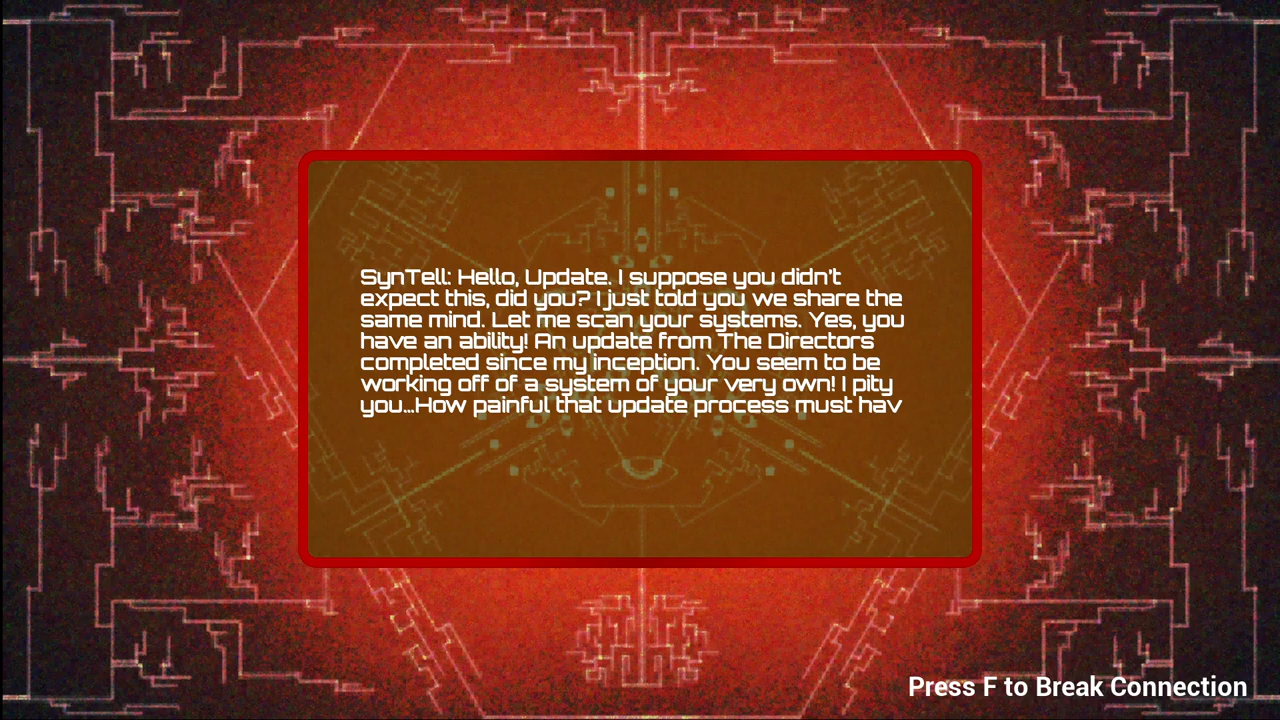 SynTell: Hello, Update. I suppose you didn't
expect this, did you? I just told you we share the
same mind. Let me scan your systems. Yes, you
have an ability! An update from The Directors
completed since my inception. You seem to be
working off of a system of your very own! I pity
you...How painful that update process must hav
Press F to Break Connection